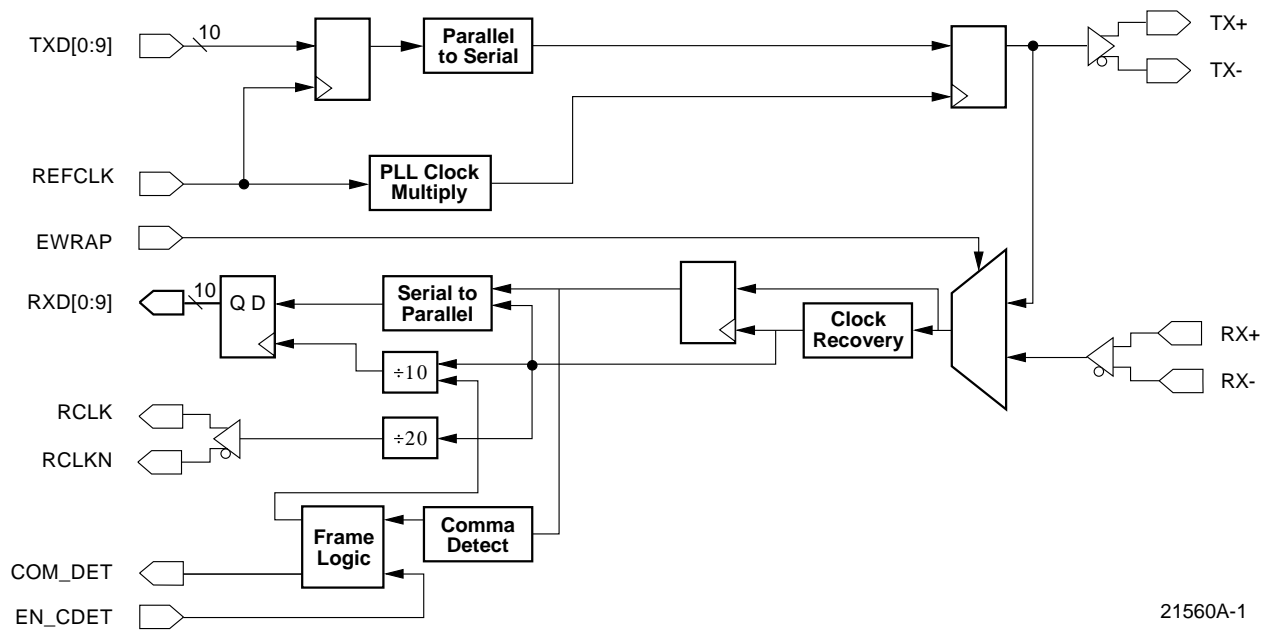 TXD[0:9]
10
Parallel
to Serial
TX+
TX-
REFCLK
PLL Clock
Multiply
EWRAP
RXD[0:9]
10
Q D
Serial to
Parallel
Clock
Recovery
RX+
RX-
÷10
RCLK
÷20
RCLKN
Frame
Logic
Comma
Detect
COM_DET
EN_CDET
21560A-1